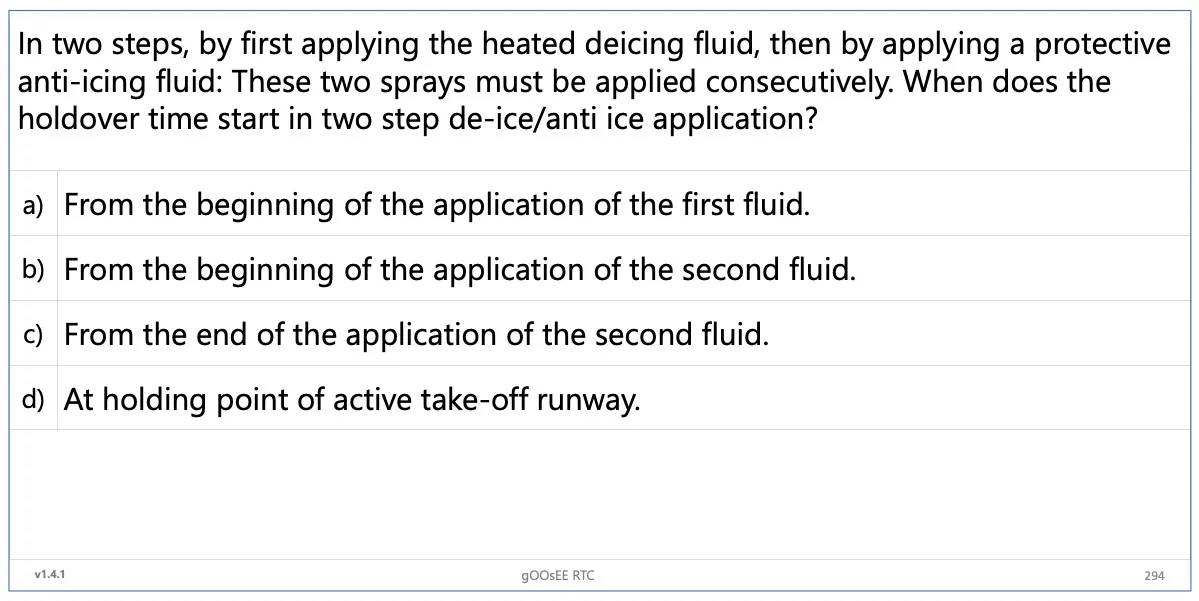 In two steps, by first applying the heated deicing fluid, then by applying a protective
anti-icing fluid: These two sprays must be applied consecutively. When does the
holdover time start in two step de-ice/anti ice application?
a) From the beginning of the application of the first fluid.
b) From the beginning of the application of the second fluid.
c) From the end of the application of the second fluid.
d) At holding point of active take-off runway.
v1.4.1 gOOsEE RTC 294